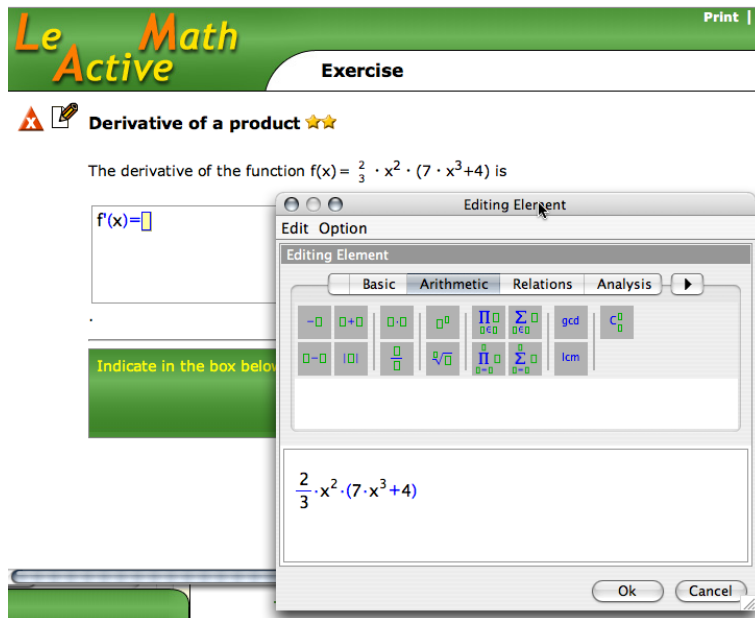 Le Math
Active
Print |
Exercise
Derivative of a product
The derivative of the function f(x) = 2/3 · x² · (7 · x³+4) is
f'(x)=▯
Editing Element
Edit Option
Editing Element
Basic Arithmetic Relations Analysis
-▯ ▯+▯ ▯·▯ ▯^▯ ∏▯ ▯∈▯ ∑▯ ▯∈▯ gcd C▯▯
▯-▯ |▯| ▯/▯ ▯√▯ ▯∏▯ ▯=▯ ▯∑▯ ▯=▯ lcm
.
Indicate in the box below
2/3·x²·(7·x³+4)
Ok Cancel